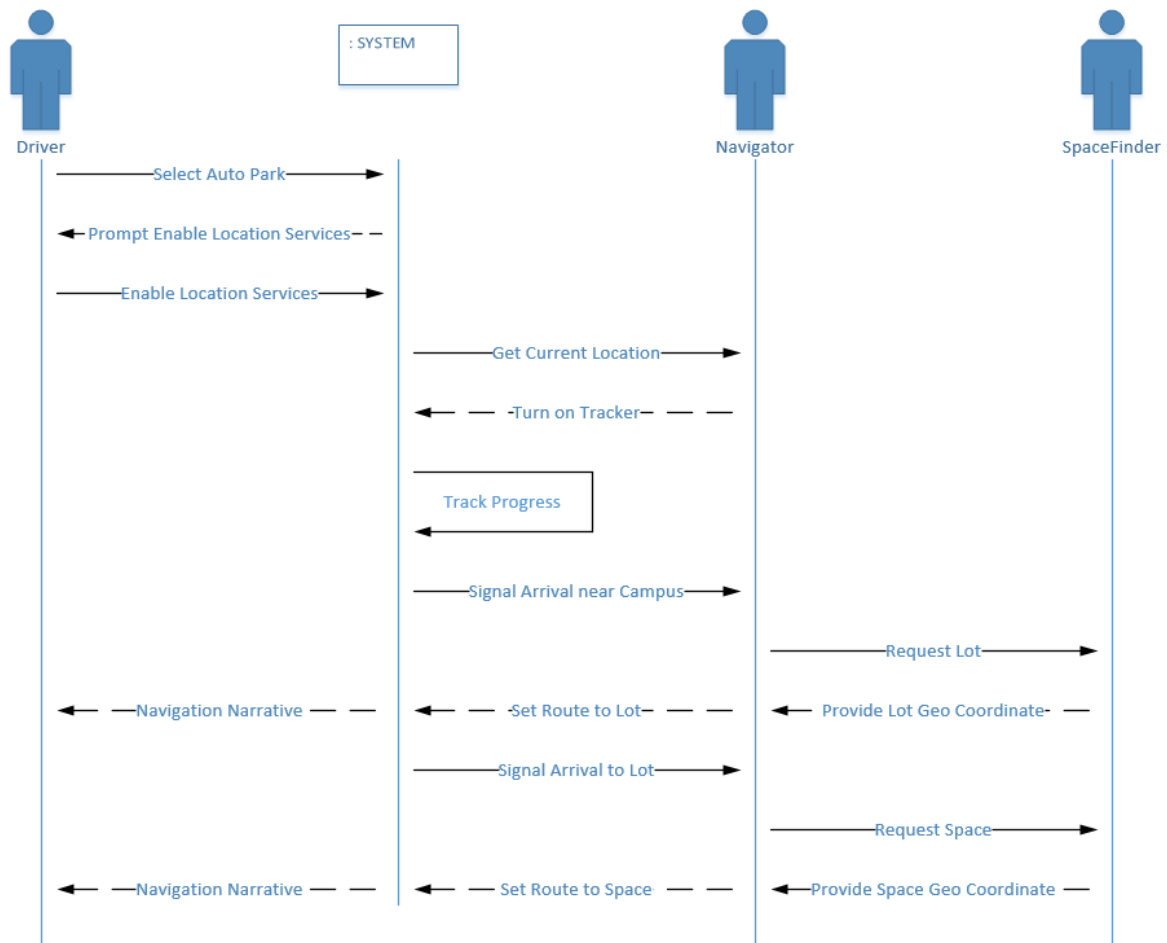 : SYSTEM
Driver
Navigator
SpaceFinder
Select Auto Park
Prompt Enable Location Services
Enable Location Services
Get Current Location
Turn on Tracker
Track Progress
Signal Arrival near Campus
Request Lot
Navigation Narrative
Set Route to Lot
Provide Lot Geo Coordinate
Signal Arrival to Lot
Request Space
Navigation Narrative
Set Route to Space
Provide Space Geo Coordinate